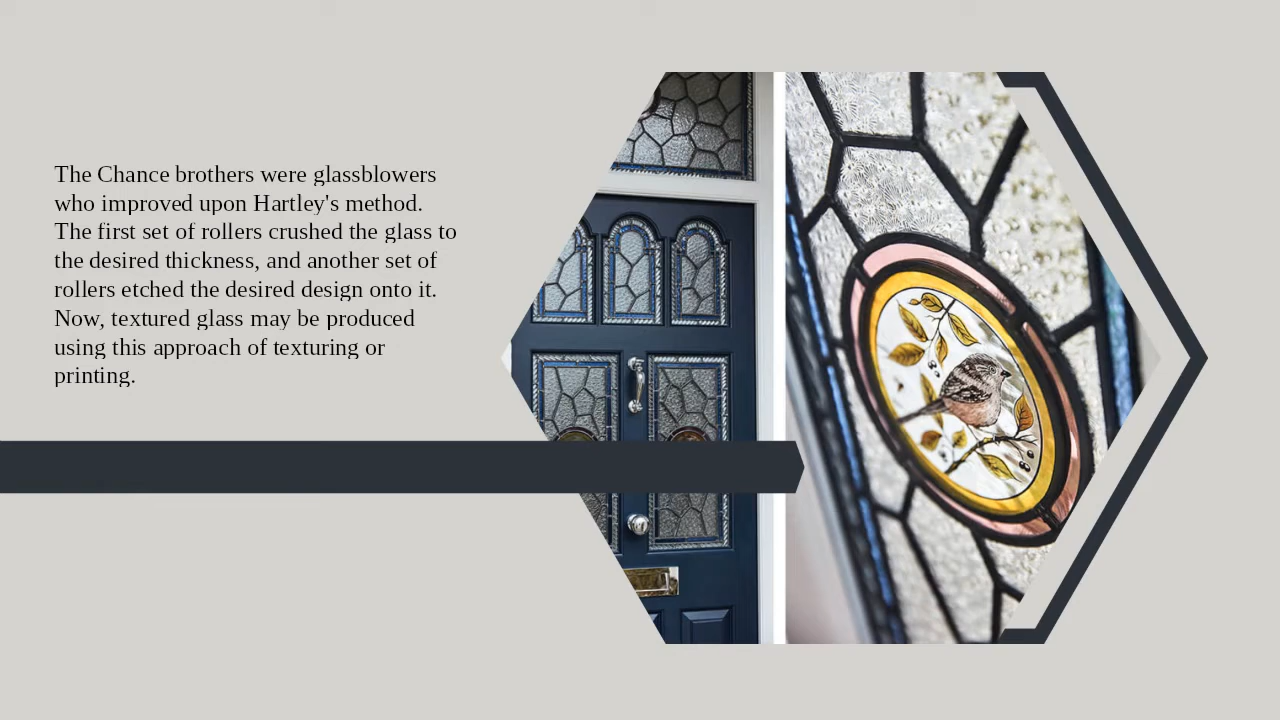 The Chance brothers were glassblowers
who improved upon Hartley's method.
The first set of rollers crushed the glass to
the desired thickness, and another set of
rollers etched the desired design onto it.
Now, textured glass may be produced
using this approach of texturing or
printing.